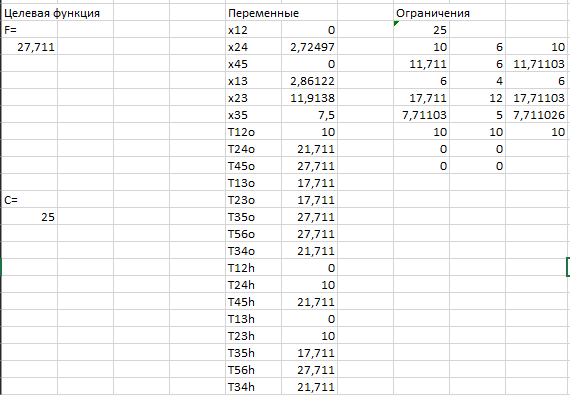 Целевая функция Переменные Ограничения
F= x12 0 25
27,711 x24 2,72497 10 6 10
x45 0 11,711 6 11,71103
x13 2,86122 6 4 6
x23 11,9138 17,711 12 17,71103
x35 7,5 7,71103 5 7,711026
T12o 10 10 10 10
T24o 21,711 0 0
T45o 27,711 0 0
T13o 17,711
C= T23o 17,711
25 T35o 27,711
T56o 27,711
T34o 21,711
T12h 0
T24h 10
T45h 21,711
T13h 0
T23h 10
T35h 17,711
T56h 27,711
T34h 21,711